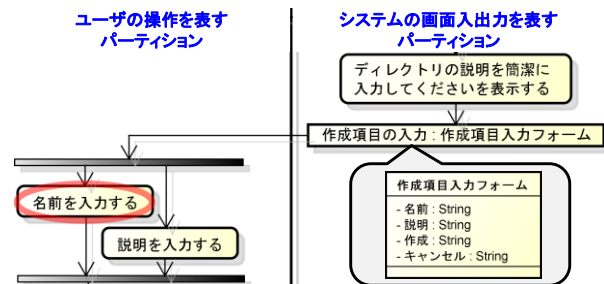 ユーザの操作を表す
パーティション
システムの画面入出力を表す
パーティション
ディレクトリの説明を簡潔に
入力してくださいを表示する
作成項目の入力 : 作成項目入力フォーム
名前を入力する
説明を入力する
作成項目入力フォーム
- 名前 : String
- 説明 : String
- 作成 : String
- キャンセル : String